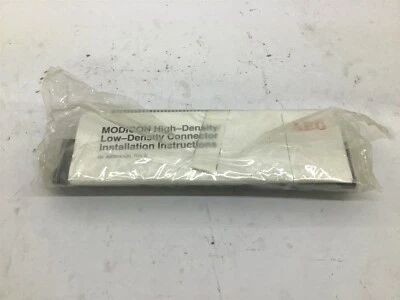 MODICON High–Density
Low–Density Connector
Installation Instructions
AEG